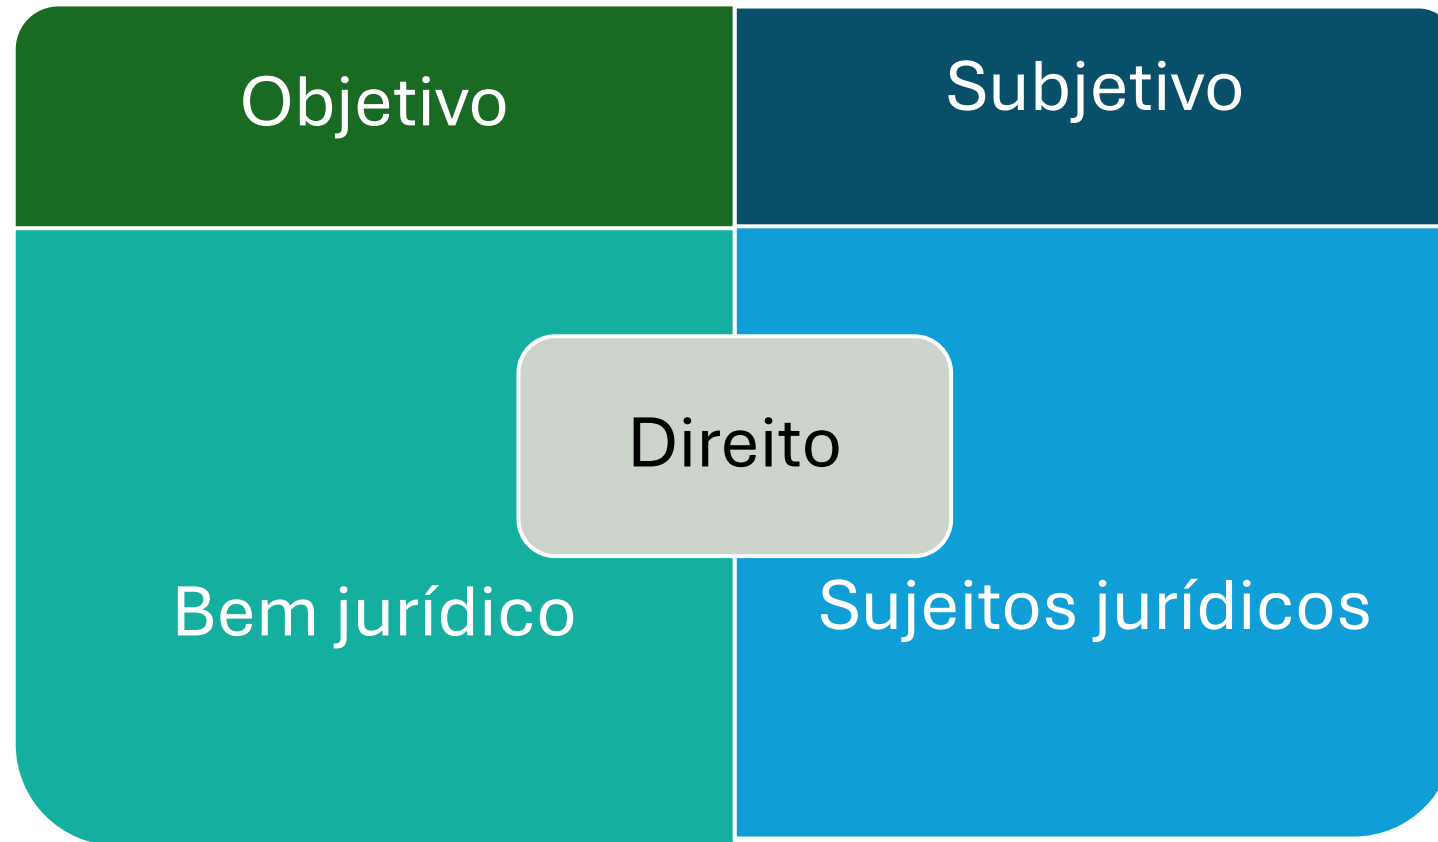 Objetivo
Subjetivo
Direito
Bem jurídico
Sujeitos jurídicos